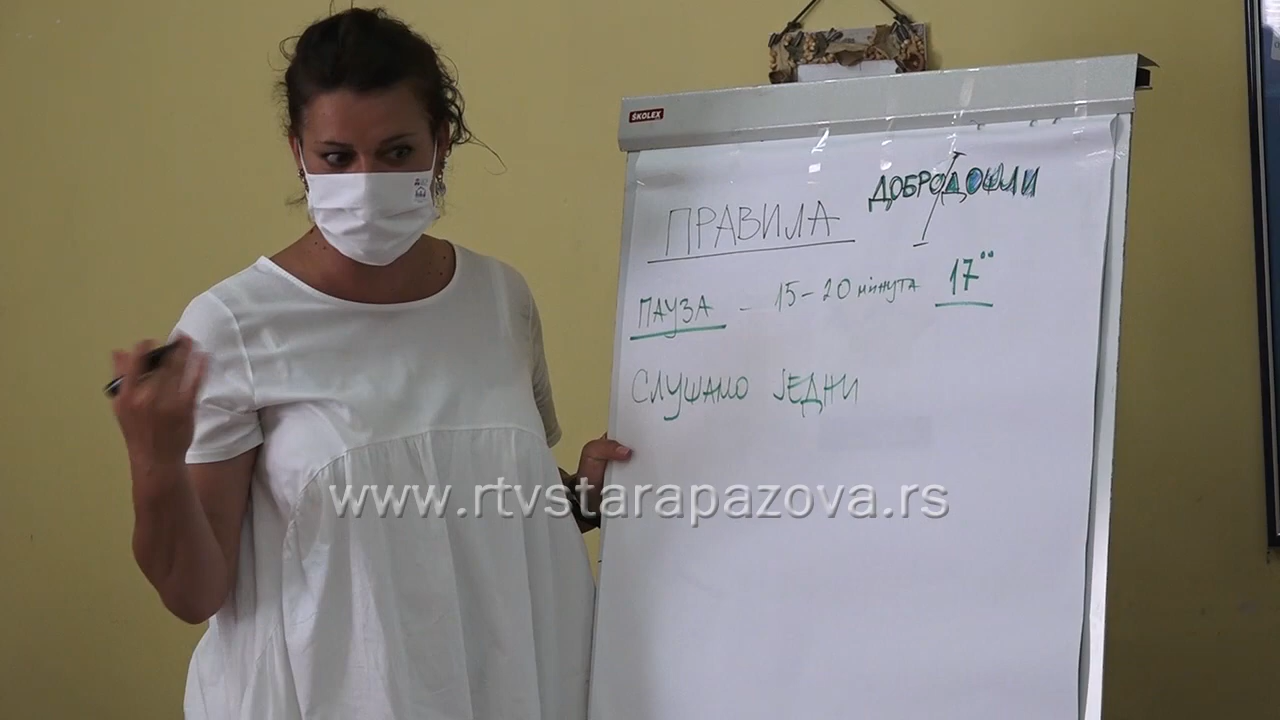 ŠKOLEX
ДОБРОДОШЛИ
ПРАВИЛА
ПАУЗА – 15–20 минута 17°°
СЛУШАМО ЈЕДНИ
www.rtvstarapazova.rs